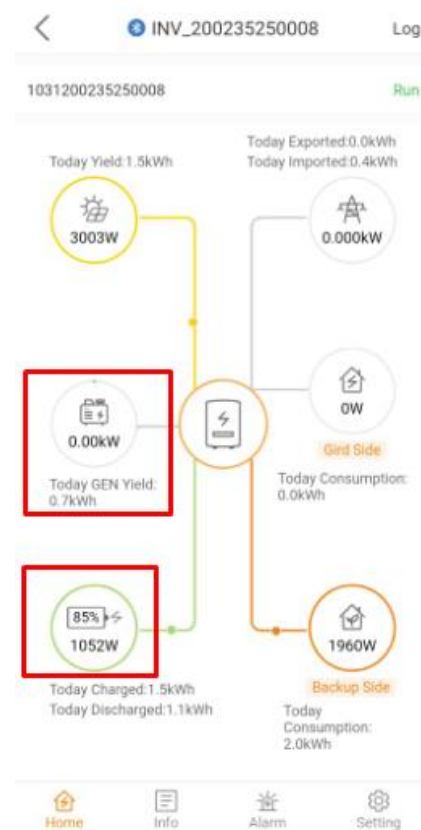 INV_200235250008
Log
1031200235250008
Run
Today Exported:0.0kWh
Today Yield:1.5kWh
Today Imported:0.4kWh
3003W
0.000kW
0.00kW
0W
Gird Side
Today GEN Yield:
0.7kWh
Today Consumption:
0.0kWh
85%
1052W
1960W
Today Charged:1.5kWh
Backup Side
Today Discharged:1.1kWh
Today
Consumption:
2.0kWh
Home
Info
Alarm
Setting